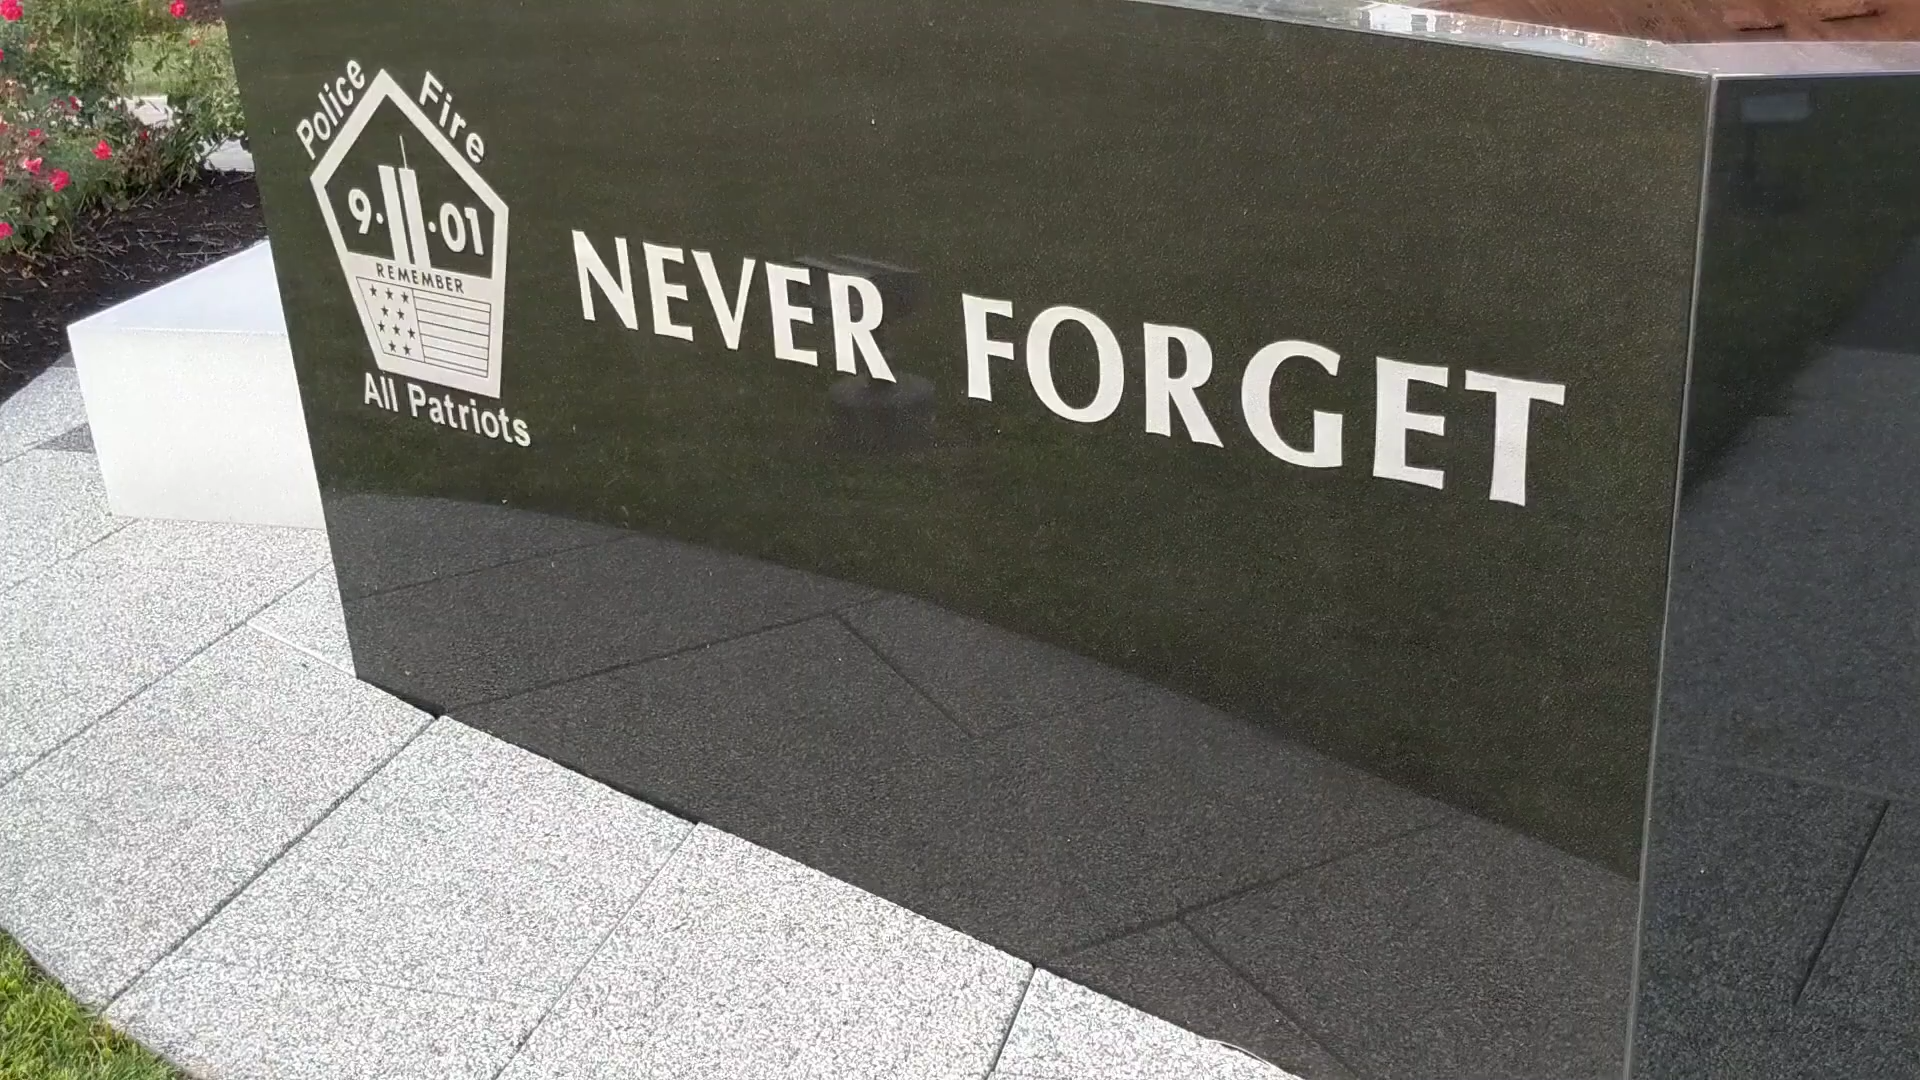 Police Fire
9·11·01
REMEMBER
All Patriots
NEVER FORGET